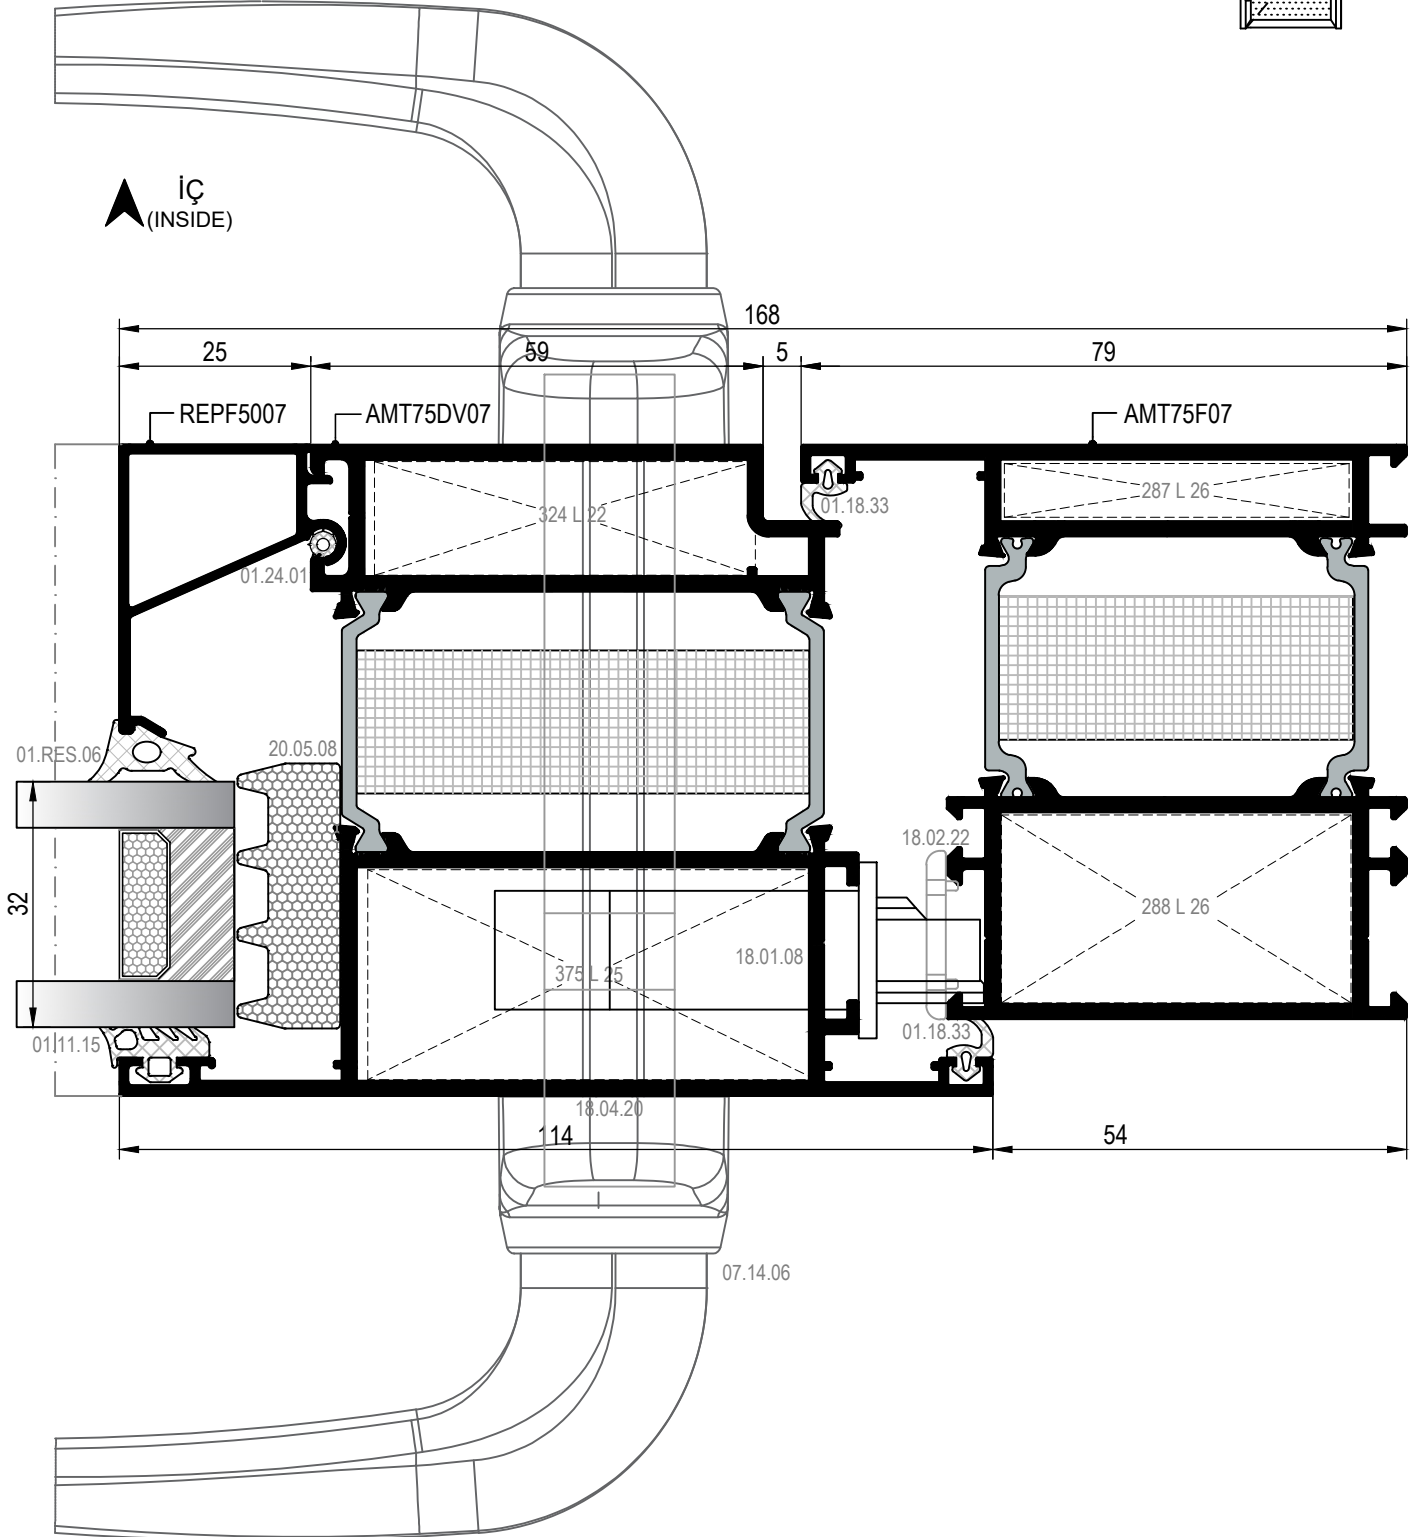 İÇ
(INSIDE)
168
25
59
5
79
REPF5007
AMT75DV07
AMT75F07
324 L 22
01.18.33
287 L 26
01.24.01
01.RES.06
20.05.08
32
18.02.22
18.01.08
375 L 25
288 L 26
01.11.15
01.18.33
18.04.20
114
54
07.14.06